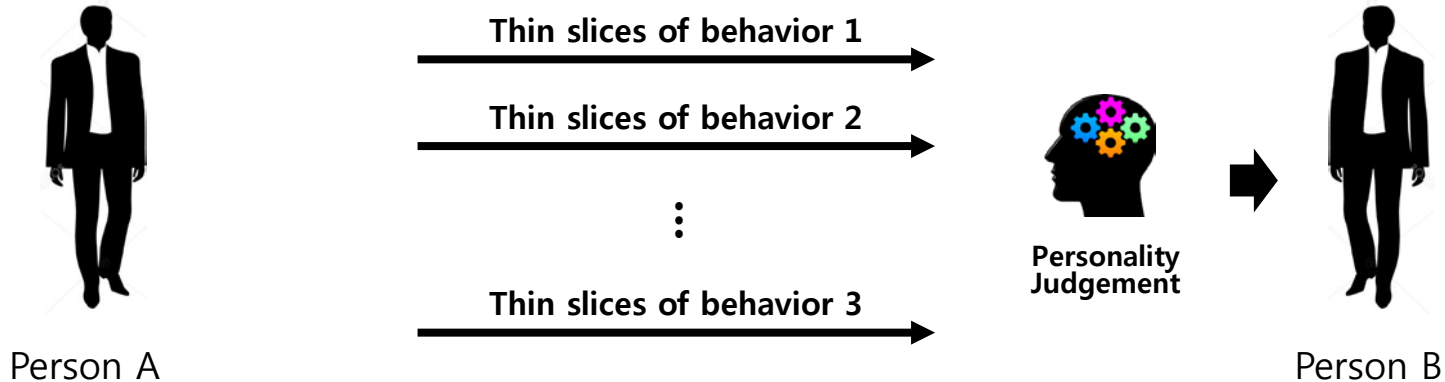 Thin slices of behavior 1
Thin slices of behavior 2
⋮
Thin slices of behavior 3
Personality
Judgement
Person A
Person B